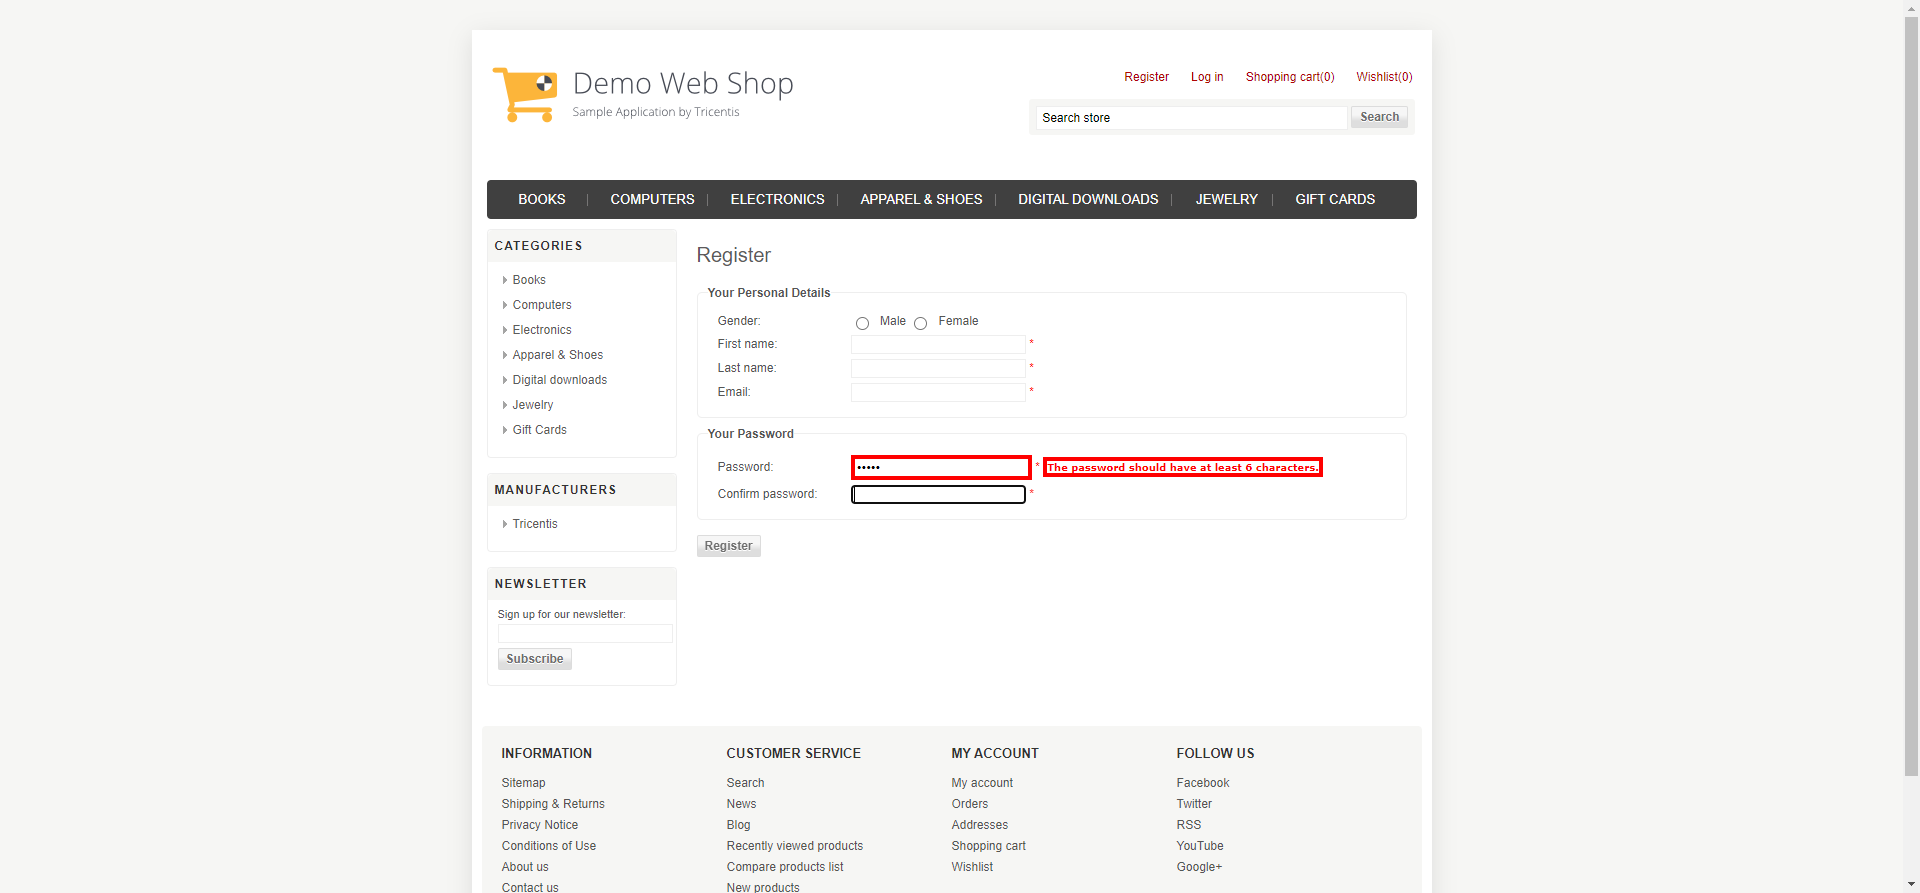 Demo Web Shop
Sample Application by Tricentis
Register
Log in
Shopping cart(0)
Wishlist(0)
Search store
Search
BOOKS
COMPUTERS
ELECTRONICS
APPAREL & SHOES
DIGITAL DOWNLOADS
JEWELRY
GIFT CARDS
CATEGORIES
Books
Computers
Electronics
Apparel & Shoes
Digital downloads
Jewelry
Gift Cards
MANUFACTURERS
Tricentis
NEWSLETTER
Sign up for our newsletter:
Subscribe
Register
Your Personal Details
Gender: Male Female
First name: *
Last name: *
Email: *
Your Password
Password: ••••• * The password should have at least 6 characters.
Confirm password: *
Register
INFORMATION
Sitemap
Shipping & Returns
Privacy Notice
Conditions of Use
About us
Contact us
CUSTOMER SERVICE
Search
News
Blog
Recently viewed products
Compare products list
New products
MY ACCOUNT
My account
Orders
Addresses
Shopping cart
Wishlist
FOLLOW US
Facebook
Twitter
RSS
YouTube
Google+